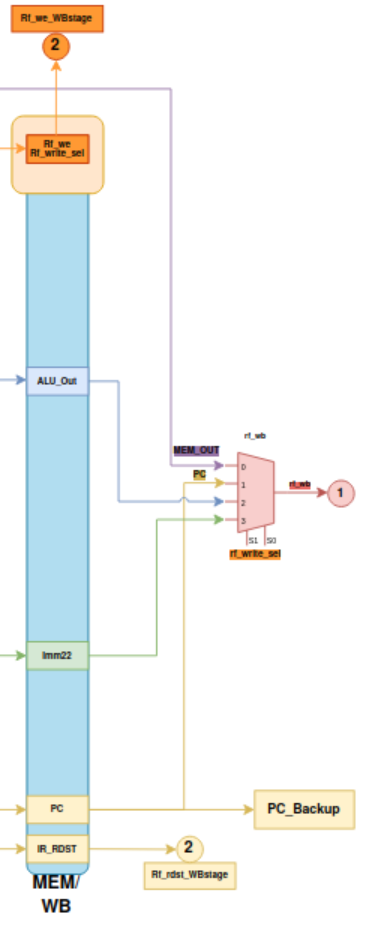 Rf_we_WBstage
2
Rf_we
Rf_write_sel
ALU_Out
rf_wb
MEM_OUT
0
PC
1
rf_wb
1
2
3
S1 S0
rf_write_sel
Imm22
PC
PC_Backup
IR_RDST
2
Rf_rdst_WBstage
MEM/
WB